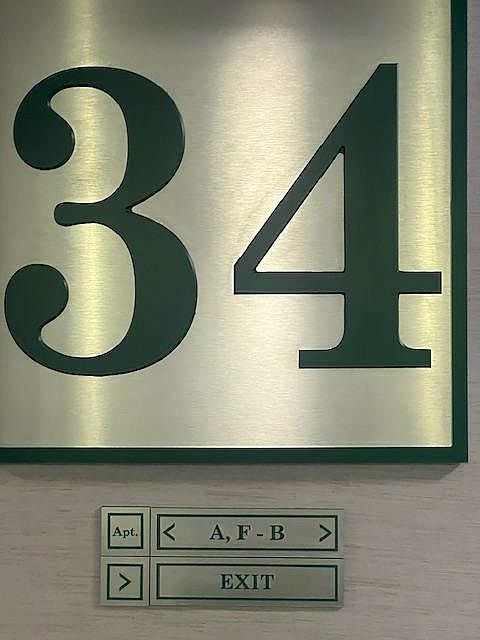 34
Apt. < A, F - B >
> EXIT